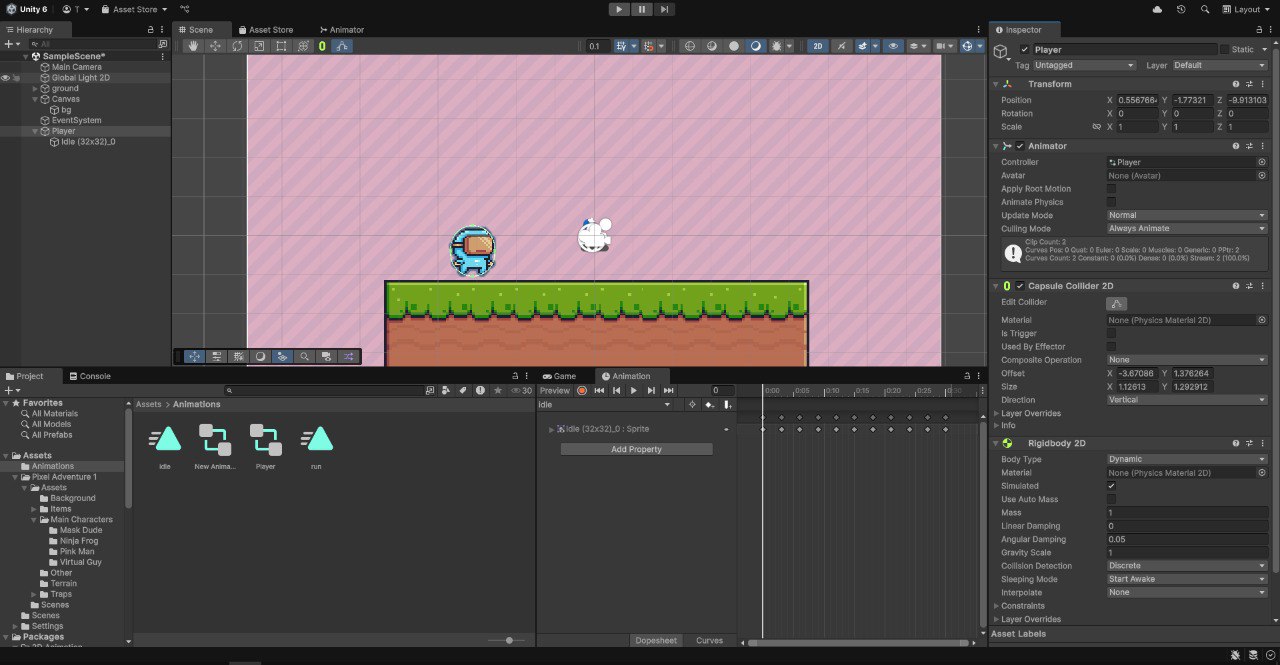 Unity 6 T Asset Store Layout
Hierarchy
All
SampleScene*
Main Camera
Global Light 2D
ground
Canvas
bg
EventSystem
Player
Idle (32x32)_0
Scene Asset Store Animator
0.1 2D
Inspector
Player Static
Tag Untagged Layer Default
Transform
Position X 0.556766 Y -1.77321 Z -9.913103
Rotation X 0 Y 0 Z 0
Scale X 1 Y 1 Z 1
Animator
Controller Player
Avatar None (Avatar)
Apply Root Motion
Animate Physics
Update Mode Normal
Culling Mode Always Animate
Clip Count: 2
Curves Pos: 0 Quat: 0 Euler: 0 Scale: 0 Muscles: 0 Generic: 0 PPtr: 2
Curves Count: 2 Constant: 0 (0.0%) Dense: 0 (0.0%) Stream: 2 (100.0%)
Capsule Collider 2D
Edit Collider
Material None (Physics Material 2D)
Is Trigger
Used By Effector
Composite Operation None
Offset X -3.67086 Y 1.376264
Size X 1.12613 Y 1.292912
Direction Vertical
Layer Overrides
Info
Rigidbody 2D
Body Type Dynamic
Material None (Physics Material 2D)
Simulated
Use Auto Mass
Mass 1
Linear Damping 0
Angular Damping 0.05
Gravity Scale 1
Collision Detection Discrete
Sleeping Mode Start Awake
Interpolate None
Constraints
Layer Overrides
Asset Labels
Project Console
30
Favorites
All Materials
All Models
All Prefabs
Assets
Animations
Pixel Adventure 1
Assets
Background
Items
Main Characters
Mask Dude
Ninja Frog
Pink Man
Virtual Guy
Other
Terrain
Traps
Scenes
Scenes
Settings
Packages
Assets > Animations
idle New Anima... Player run
Game Animation
Preview 0 0:00 0:05 0:10 0:15 0:20 0:25 0:30
Idle
Idle (32x32)_0 : Sprite
Add Property
Dopesheet Curves